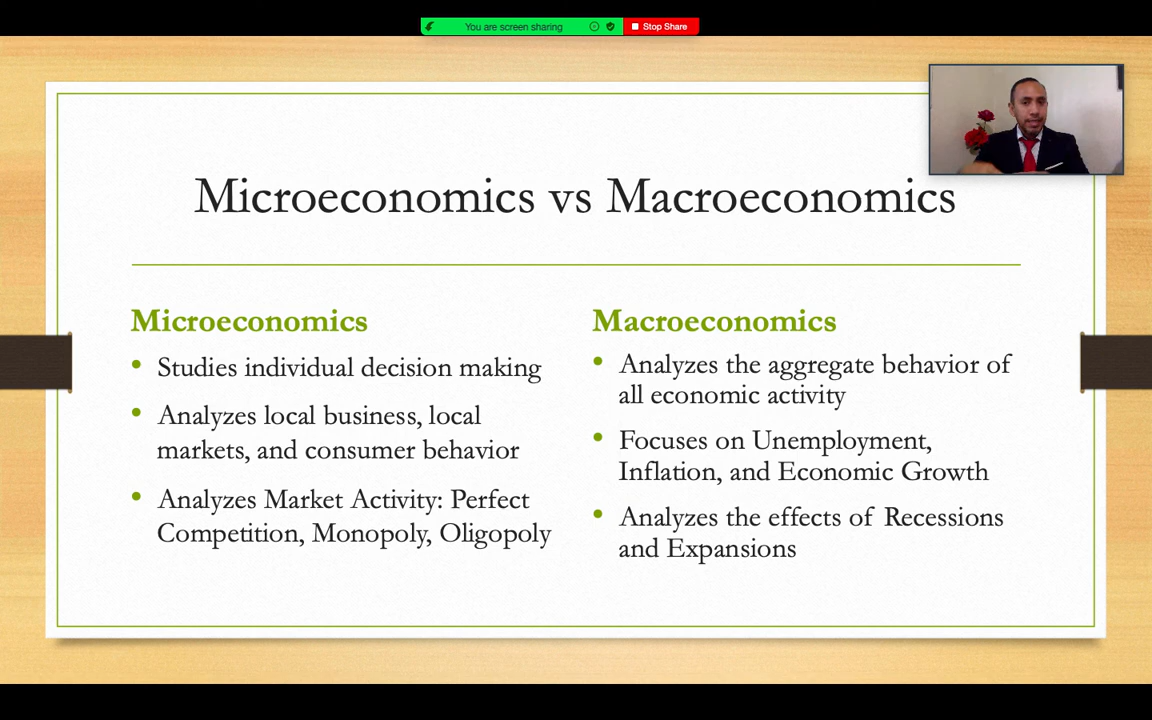 You are screen sharing
Stop Share
Microeconomics vs Macroeconomics
Microeconomics
• Studies individual decision making
• Analyzes local business, local
markets, and consumer behavior
• Analyzes Market Activity: Perfect
Competition, Monopoly, Oligopoly
Macroeconomics
• Analyzes the aggregate behavior of
all economic activity
• Focuses on Unemployment,
Inflation, and Economic Growth
• Analyzes the effects of Recessions
and Expansions